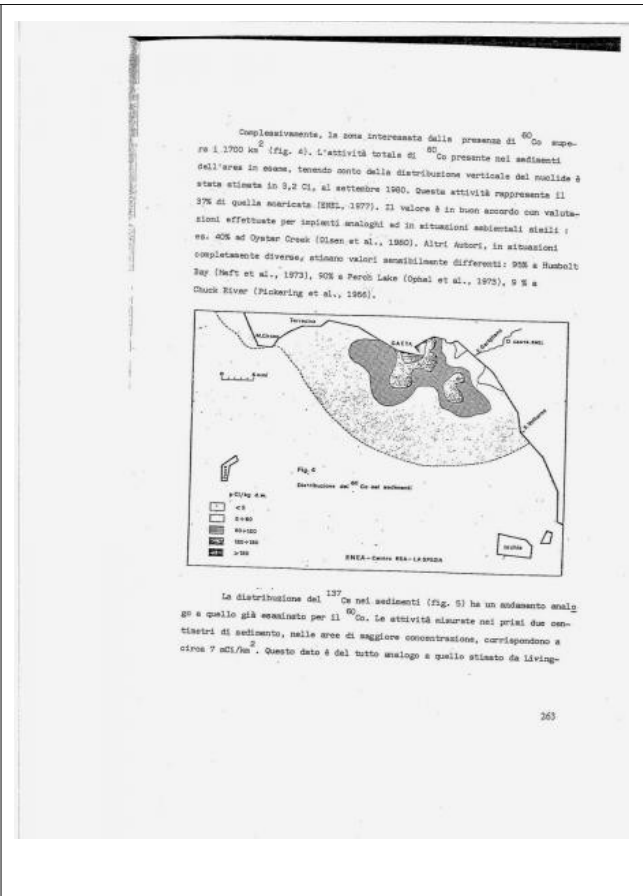 Complessivamente, la zona interessata dalla presenza di 60Co supe-
ra i 1700 km2 (fig. 4). L'attività totale di 60Co presente nei sedimenti
dell'area in esame, tenendo conto della distribuzione verticale del nuclide è
stata stimata in 3,2 Ci, al settembre 1980. Questa attività rappresenta il
37% di quella scaricata (ENEL, 1977). Il valore è in buon accordo con valuta-
zioni effettuate per impianti analoghi ed in situazioni ambientali simili :
es. 40% ad Oyster Creek (Olsen et al., 1980). Altri Autori, in situazioni
completamente diverse, stimano valori sensibilmente differenti: 95% a Humbolt
Bay (Heft et al., 1973), 90% a Perch Lake (Ophel et al., 1973), 9 % a
Chuck River (Pickering et al., 1966).
Terracina
M.Circeo
GAETA
F. Garigliano
F. Volturno
0
Fig. 4
Distribuzione del 60Co nei sedimenti
pCi/kg d.m.
Ischia
ENEA - Centro REA - LA SPEZIA
La distribuzione del 137Cs nei sedimenti (fig. 5) ha un andamento analo
go a quello già esaminato per il 60Co. Le attività misurate nei primi due cen-
timetri di sedimento, nelle aree di maggiore concentrazione, corrispondono a
circa 7 mCi/km2. Questo dato è del tutto analogo a quello stimato da Living-
263